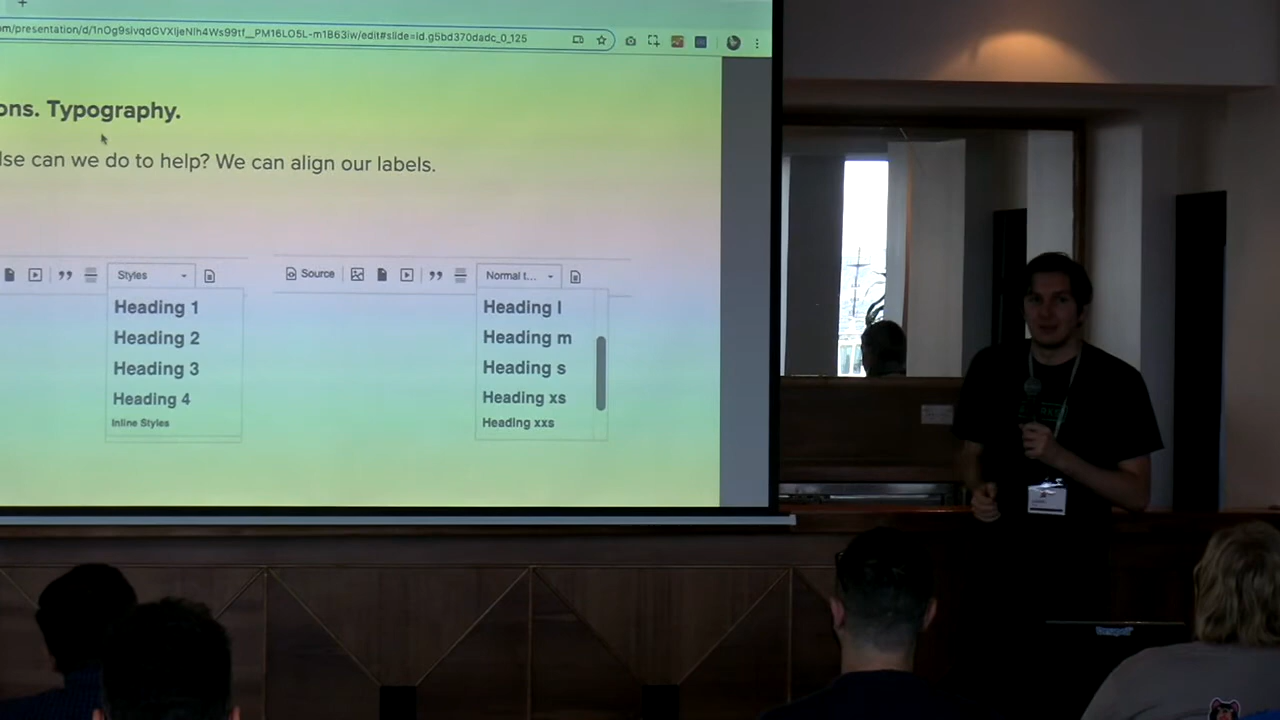 om/presentation/d/1nOg9sivqdGVXIjeNlh4Ws99tf__PM16LO5L-m1B63iw/edit#slide=id.g5bd370dadc_0_125
ons. Typography.
lse can we do to help? We can align our labels.
Styles
Heading 1
Heading 2
Heading 3
Heading 4
Inline Styles
Source
Normal t...
Heading l
Heading m
Heading s
Heading xs
Heading xxs